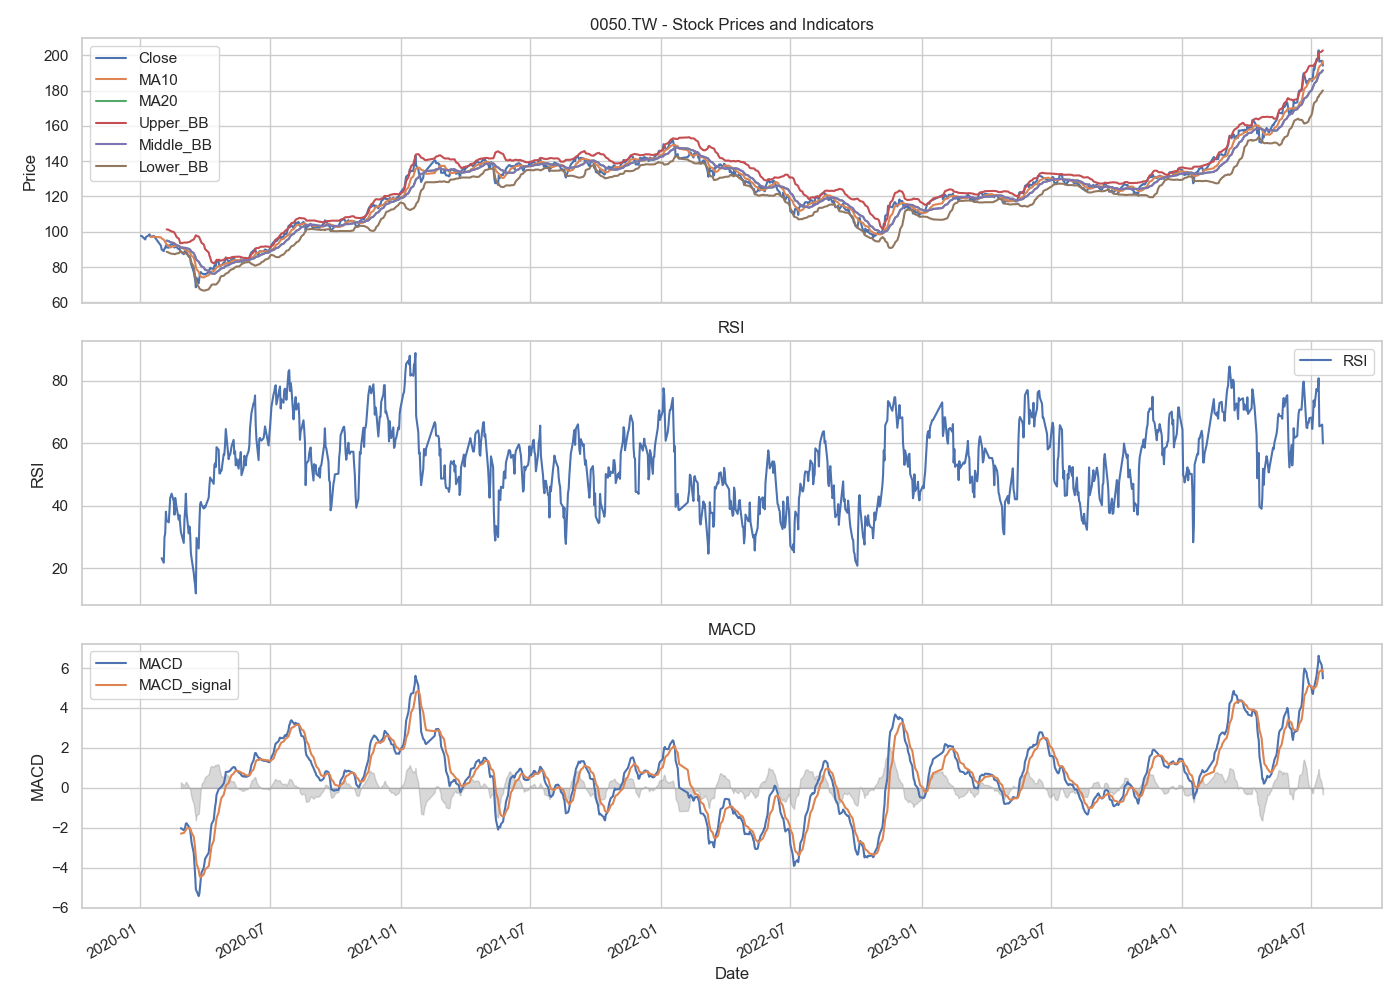 0050.TW - Stock Prices and Indicators
Close
MA10
MA20
Upper_BB
Middle_BB
Lower_BB
Price
200
180
160
140
120
100
80
60
RSI
RSI
RSI
80
60
40
20
MACD
MACD
MACD_signal
MACD
6
4
2
0
−2
−4
−6
2020-01
2020-07
2021-01
2021-07
2022-01
2022-07
2023-01
2023-07
2024-01
2024-07
Date